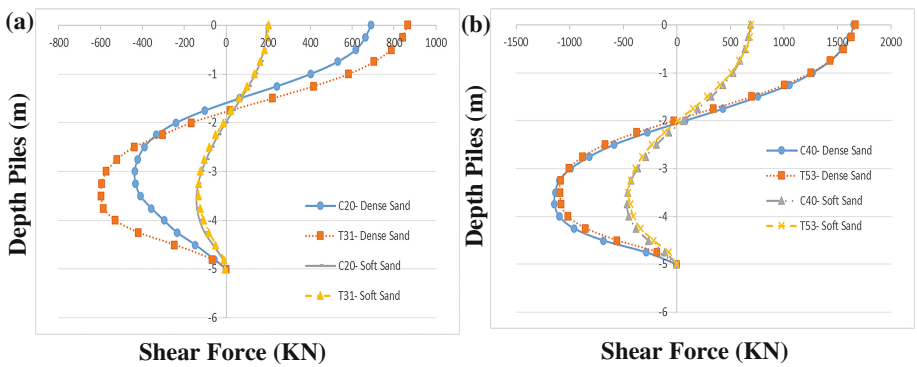 (a)
-800 -600 -400 -200 0 200 400 600 800 1000
0
-1
-2
-3
-4
-5
-6
Depth Piles (m)
C20- Dense Sand
T31- Dense Sand
C20- Soft Sand
T31- Soft Sand
Shear Force (KN)
(b)
-1500 -1000 -500 0 500 1000 1500 2000
0
-1
-2
-3
-4
-5
-6
Depth Piles (m)
C40- Dense Sand
T53- Dense Sand
C40- Soft Sand
T53- Soft Sand
Shear Force (KN)